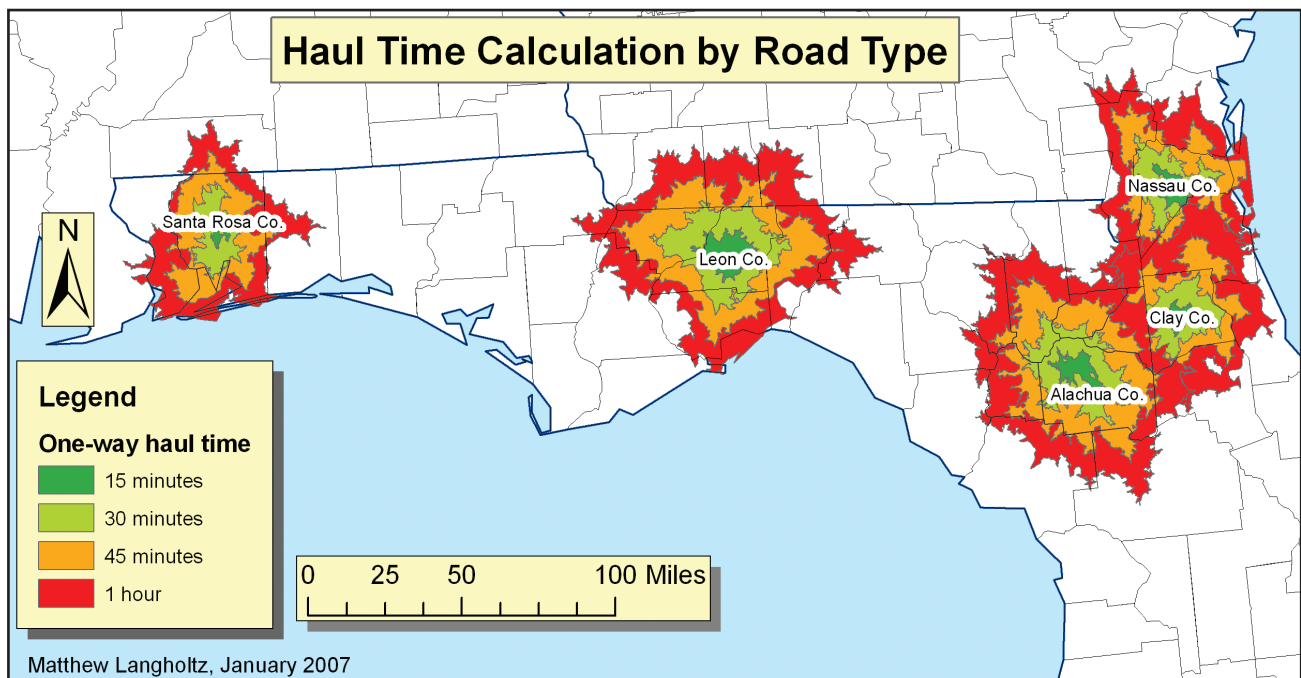 Haul Time Calculation by Road Type
Nassau Co.
Santa Rosa Co.
N
Leon Co.
Clay Co.
Alachua Co.
Legend
One-way haul time
15 minutes
30 minutes
45 minutes
1 hour
0 25 50 100 Miles
Matthew Langholtz, January 2007